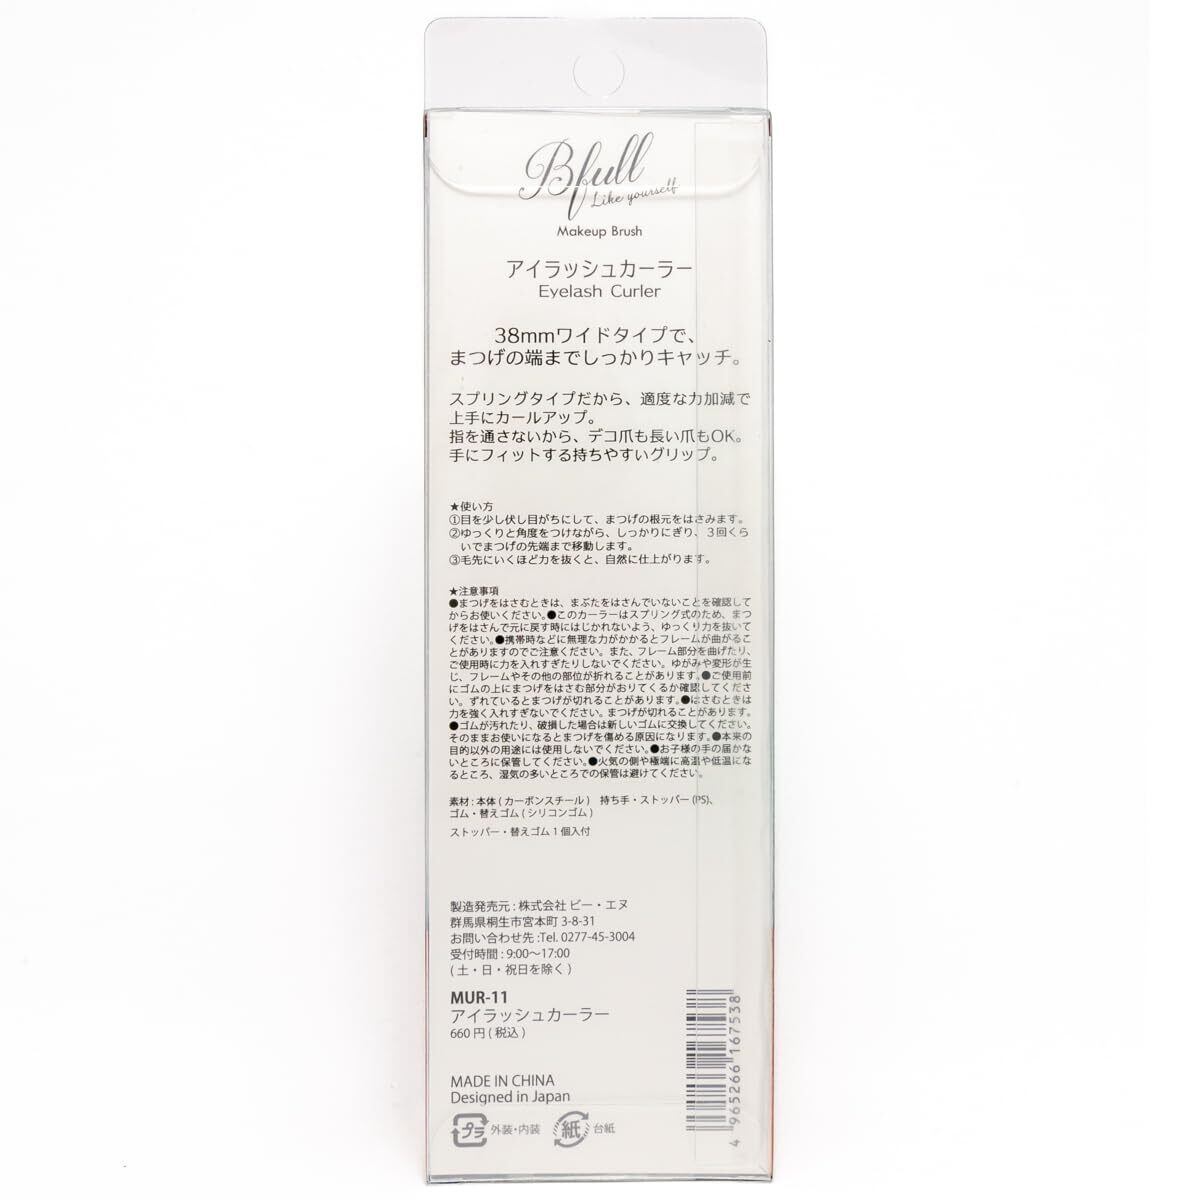 Bfull
Like yourself
Makeup Brush
アイラッシュカーラー
Eyelash Curler
38mmワイドタイプで、
まつげの端までしっかりキャッチ。
スプリングタイプだから、適度な力加減で
上手にカールアップ。
指を通さないから、デコ爪も長い爪もOK。
手にフィットする持ちやすいグリップ。
★使い方
①目を少し伏し目がちにして、まつげの根元をはさみます。
②ゆっくりと角度をつけながら、しっかりにぎり、３回くら
いでまつげの先端まで移動します。
③毛先にいくほど力を抜くと、自然に仕上がります。
★注意事項
●まつげをはさむときは、まぶたをはさんでいないことを確認して
からお使いください。●このカーラーはスプリング式のため、まつ
げをはさんで元に戻す時にはじかれないよう、ゆっくり力を抜いて
ください。●携帯時などに無理な力がかかるとフレームが曲がるこ
とがありますのでご注意ください。また、フレーム部分を曲げたり、
ご使用時に力を入れすぎたりしないでください。ゆがみや変形が生
じ、フレームやその他の部位が折れることがあります。●ご使用前
にゴムの上にまつげをはさむ部分がおりてくるか確認してくださ
い。ずれているとまつげが切れることがあります。●はさむときは
力を強く入れすぎないでください。まつげが切れることがあります。
●ゴムが汚れたり、破損した場合は新しいゴムに交換してください。
そのままお使いになるとまつげを傷める原因になります。●本来の
目的以外の用途には使用しないでください。●お子様の手の届かな
いところに保管してください。●火気の側や極端に高温や低温にな
るところ、湿気の多いところでの保管は避けてください。
素材 : 本体 ( カーボンスチール )　持ち手・ストッパー (PS)、
ゴム・替えゴム ( シリコンゴム )
ストッパー・替えゴム 1 個入付
製造発売元 : 株式会社 ビー・エヌ
群馬県桐生市宮本町 3-8-31
お問い合わせ先 :Tel. 0277-45-3004
受付時間 : 9:00〜17:00
( 土・日・祝日を除く )
MUR-11
アイラッシュカーラー
660 円 ( 税込 )
4 965266 167538
MADE IN CHINA
Designed in Japan
プラ 外装・内装 紙 台紙